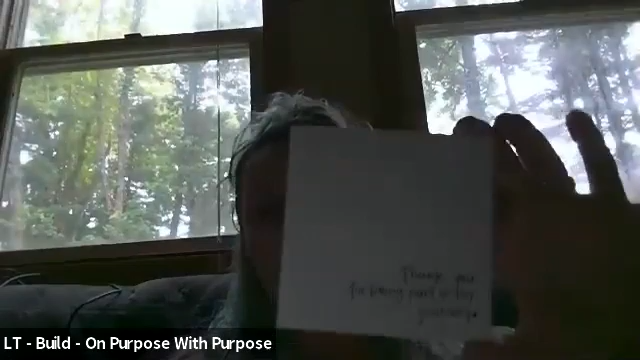 Thank you
for being part of my
journey.
LT - Build - On Purpose With Purpose